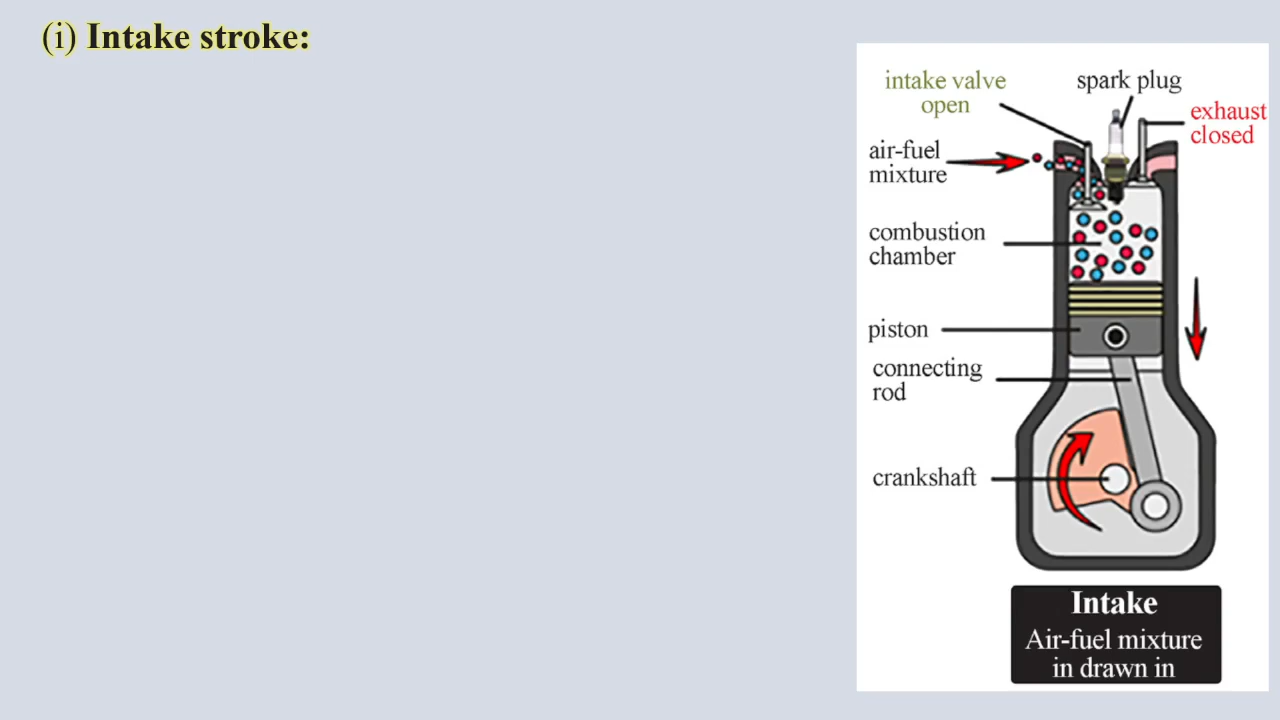 (i) Intake stroke:
intake valve
open
spark plug
exhaust
closed
air-fuel
mixture
combustion
chamber
piston
connecting
rod
crankshaft
Intake
Air-fuel mixture
in drawn in